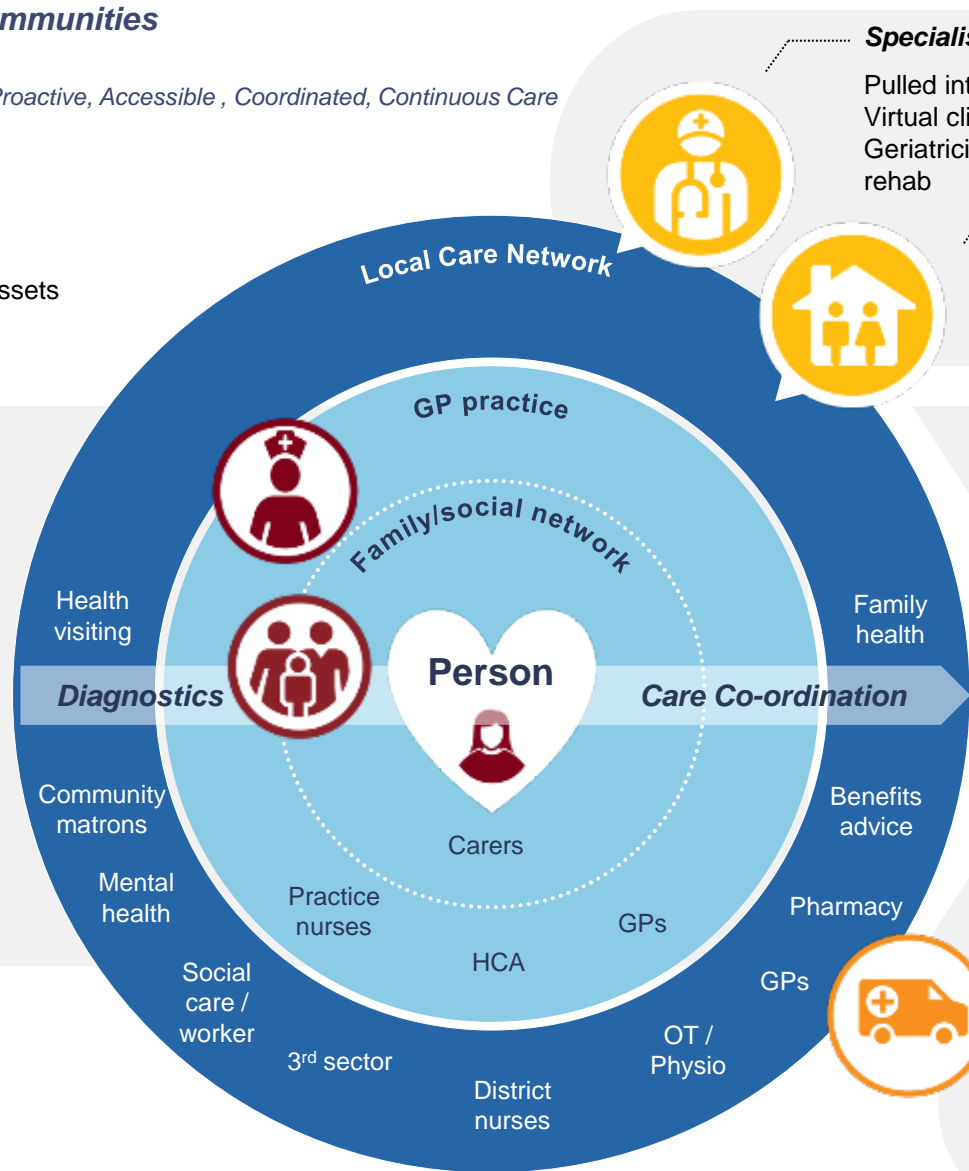 mmunities
Proactive, Accessible , Coordinated, Continuous Care
Specialis
Pulled int
Virtual cli
Geriatrici
rehab
ssets
Local Care Network
GP practice
Family/social network
Health
visiting
Family
health
Person
Diagnostics
Care Co-ordination
Community
matrons
Benefits
advice
Carers
Mental
health
Practice
nurses
Pharmacy
GPs
HCA
Social
care /
worker
GPs
3rd sector
OT /
Physio
District
nurses